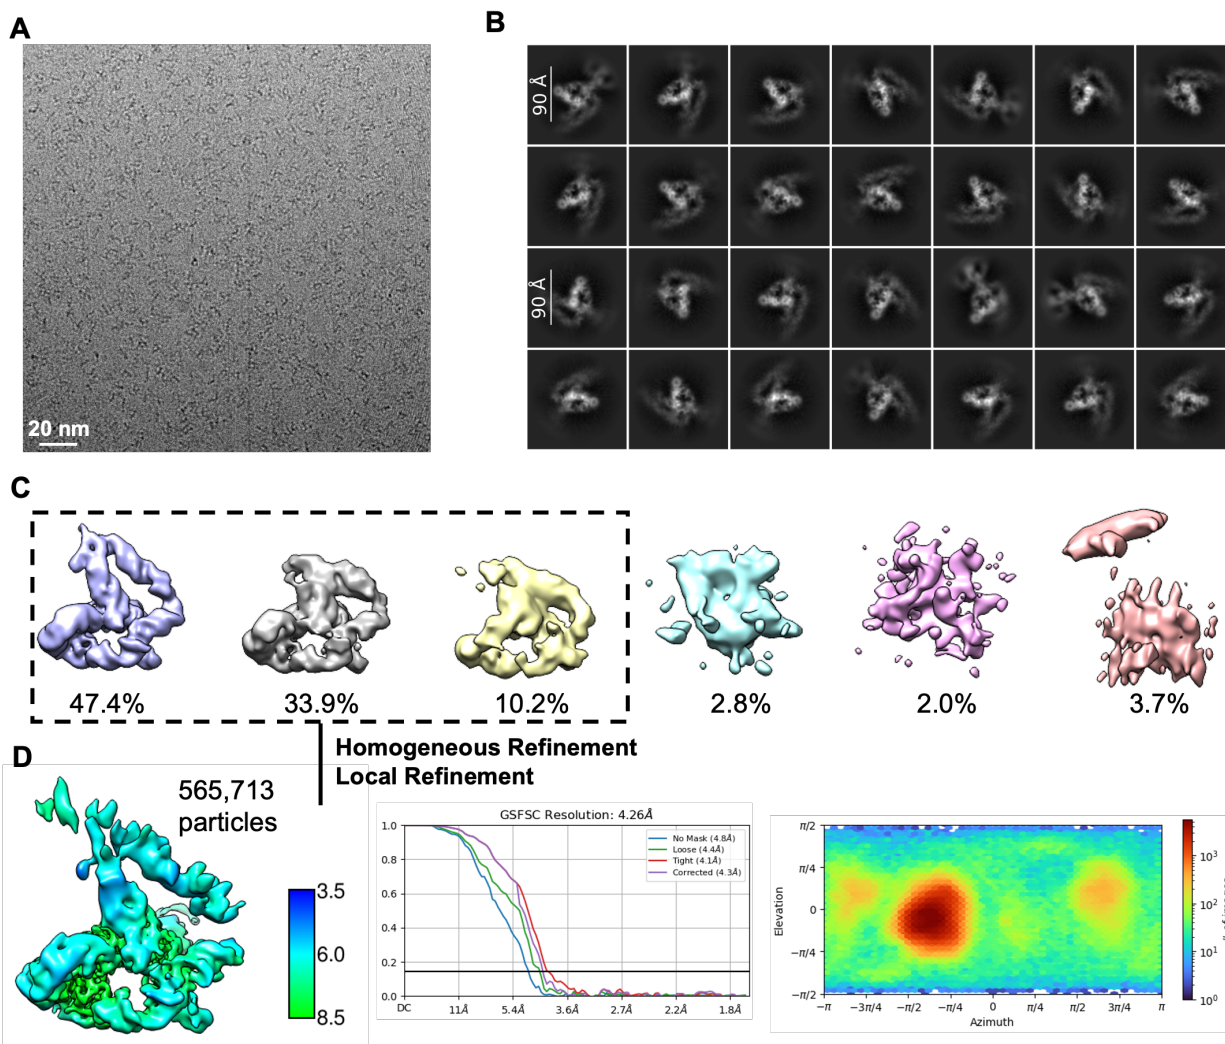 A
B
20 nm
90 Å
90 Å
C
47.4%
33.9%
10.2%
2.8%
2.0%
3.7%
Homogeneous Refinement
Local Refinement
D
565,713
particles
3.5
6.0
8.5
GSFSC Resolution: 4.26Å
1.0
0.8
0.6
0.4
0.2
0.0
No Mask (4.8Å)
Loose (4.4Å)
Tight (4.1Å)
Corrected (4.3Å)
DC
11Å
5.4Å
3.6Å
2.7Å
2.2Å
1.8Å
Elevation
π/2
π/4
0
−π/4
−π/2
−π
−3π/4
−π/2
−π/4
0
π/4
π/2
3π/4
π
Azimuth
10³
10²
10¹
10⁰